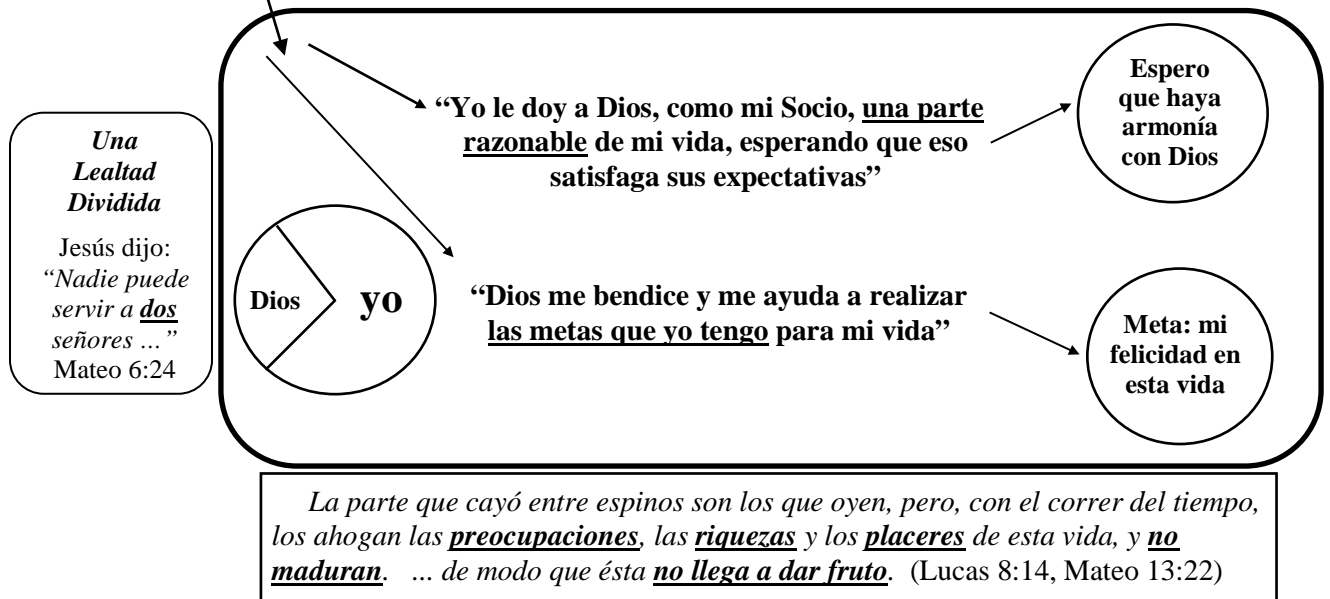 Una
Lealtad
Dividida
Jesús dijo:
“Nadie puede
servir a dos
señores ...”
Mateo 6:24
Dios
yo
“Yo le doy a Dios, como mi Socio, una parte
razonable de mi vida, esperando que eso
satisfaga sus expectativas”
Espero
que haya
armonía
con Dios
“Dios me bendice y me ayuda a realizar
las metas que yo tengo para mi vida”
Meta: mi
felicidad en
esta vida
La parte que cayó entre espinos son los que oyen, pero, con el correr del tiempo,
los ahogan las preocupaciones, las riquezas y los placeres de esta vida, y no
maduran. ... de modo que ésta no llega a dar fruto. (Lucas 8:14, Mateo 13:22)